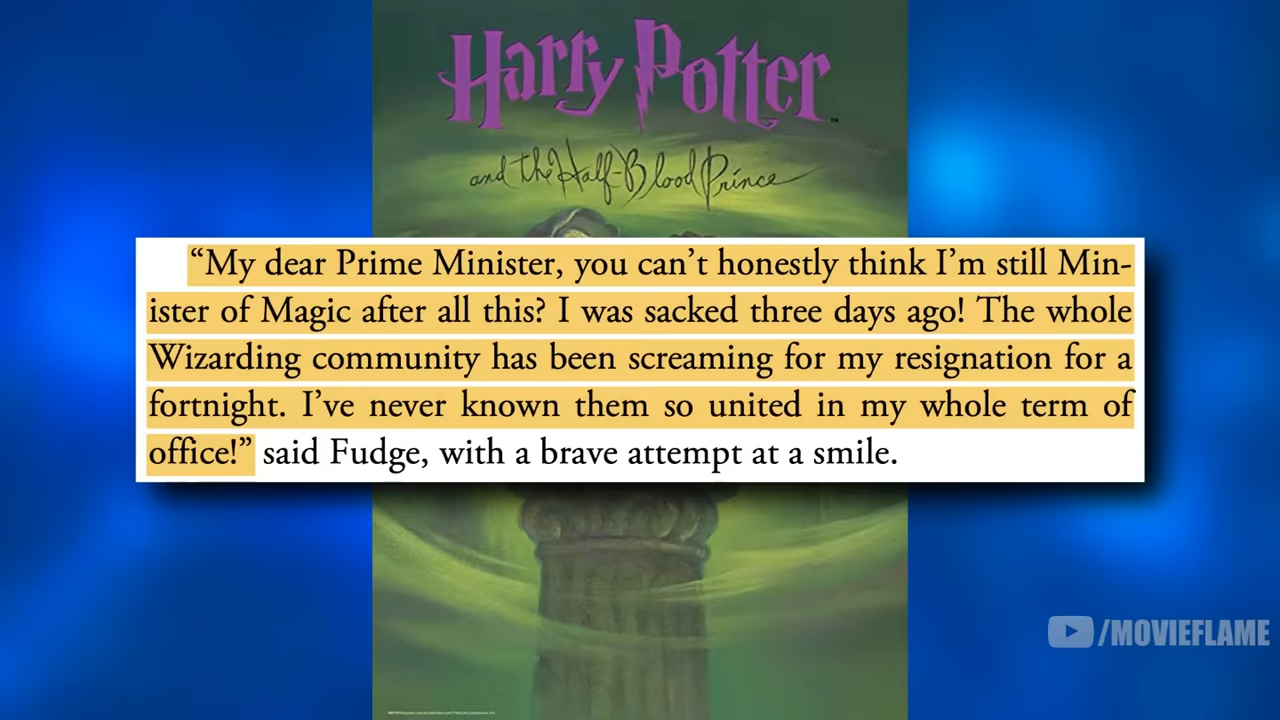 Harry Potter
and the Half-Blood Prince
“My dear Prime Minister, you can’t honestly think I’m still Min-
ister of Magic after all this? I was sacked three days ago! The whole
Wizarding community has been screaming for my resignation for a
fortnight. I’ve never known them so united in my whole term of
office!” said Fudge, with a brave attempt at a smile.
/MOVIEFLAME